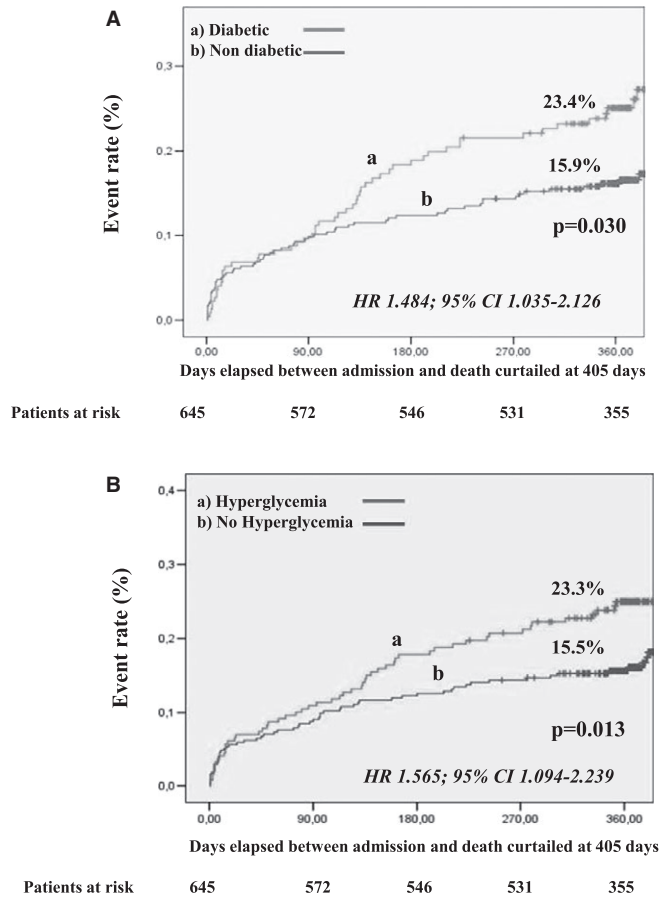 A
a) Diabetic
b) Non diabetic
0,3
23.4%
0,2
a
15.9%
b
Event rate (%)
p=0.030
0,1
HR 1.484; 95% CI 1.035-2.126
0,0
0,00 90,00 180,00 270,00 360,00
Days elapsed between admission and death curtailed at 405 days
Patients at risk 645 572 546 531 355
B
0,4
a) Hyperglycemia
b) No Hyperglycemia
0,3
23.3%
0,2
a
15.5%
b
Event rate (%)
p=0.013
0,1
HR 1.565; 95% CI 1.094-2.239
0,0
0,00 90,00 180,00 270,00 360,00
Days elapsed between admission and death curtailed at 405 days
Patients at risk 645 572 546 531 355